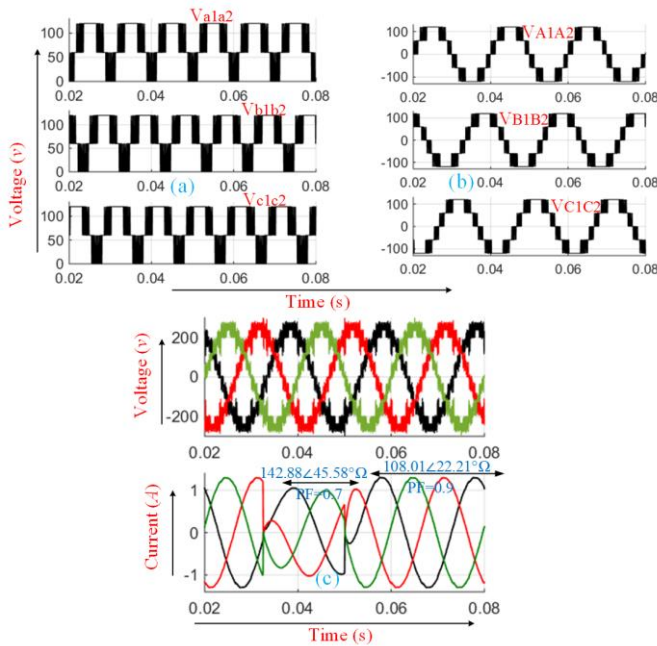 Va1a2
100
50
0
0.02 0.04 0.06 0.08
Vb1b2
100
50
0
0.02 0.04 0.06 0.08
(a)
Vc1c2
100
50
0
0.02 0.04 0.06 0.08
Voltage (v)
VA1A2
100
0
-100
0.02 0.04 0.06 0.08
VB1B2
100
0
-100
0.02 0.04 0.06 0.08
(b)
VC1C2
100
0
-100
0.02 0.04 0.06 0.08
Time (s)
Voltage (v)
200
0
-200
0.02 0.04 0.06 0.08
142.88∠45.58°Ω
PF=0.7
108.01∠22.21°Ω
PF=0.9
Current (A)
1
0
-1
(c)
0.02 0.04 0.06 0.08
Time (s)